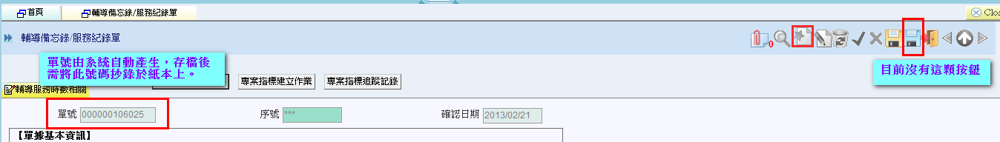 首頁
輔導備忘錄/服務紀錄單
Clos
輔導備忘錄/服務紀錄單
0
單號由系統自動產生，存檔後
需將此號碼抄錄於紙本上。
目前沒有這顆按鈕
專案指標建立作業
專案指標追蹤記錄
輔導服務時數相關
單號 000000106025
序號 ***
確認日期 2013/02/21
【單據基本資訊】